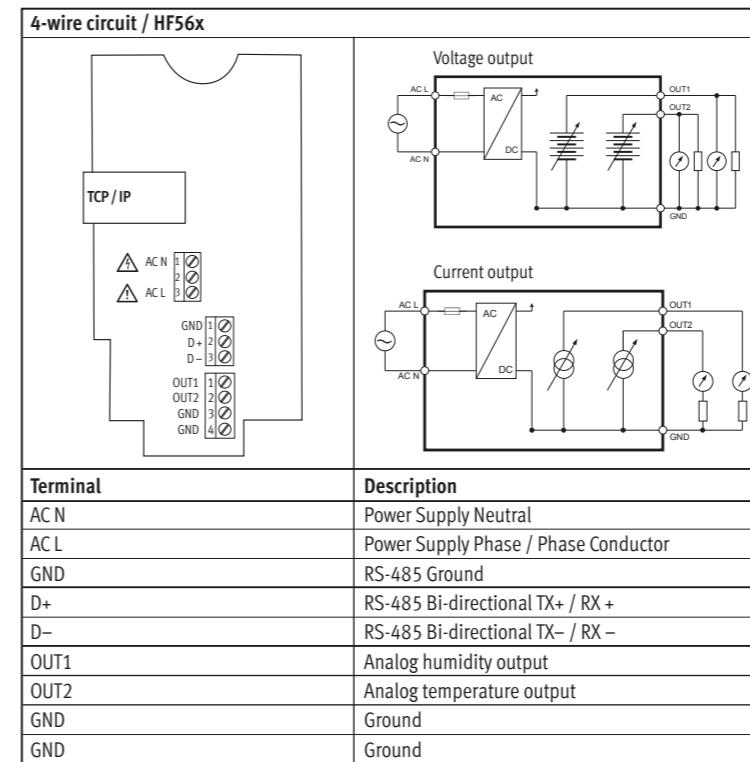 4-wire circuit / HF56x
TCP / IP
AC N 1
2
AC L 3
GND 1
D+ 2
D– 3
OUT1 1
OUT2 2
GND 3
GND 4
Voltage output
AC L
AC
DC
AC N
OUT1
OUT2
GND
Current output
AC L
AC
DC
AC N
OUT1
OUT2
GND
Terminal Description
AC N Power Supply Neutral
AC L Power Supply Phase / Phase Conductor
GND RS-485 Ground
D+ RS-485 Bi-directional TX+ / RX +
D– RS-485 Bi-directional TX– / RX –
OUT1 Analog humidity output
OUT2 Analog temperature output
GND Ground
GND Ground